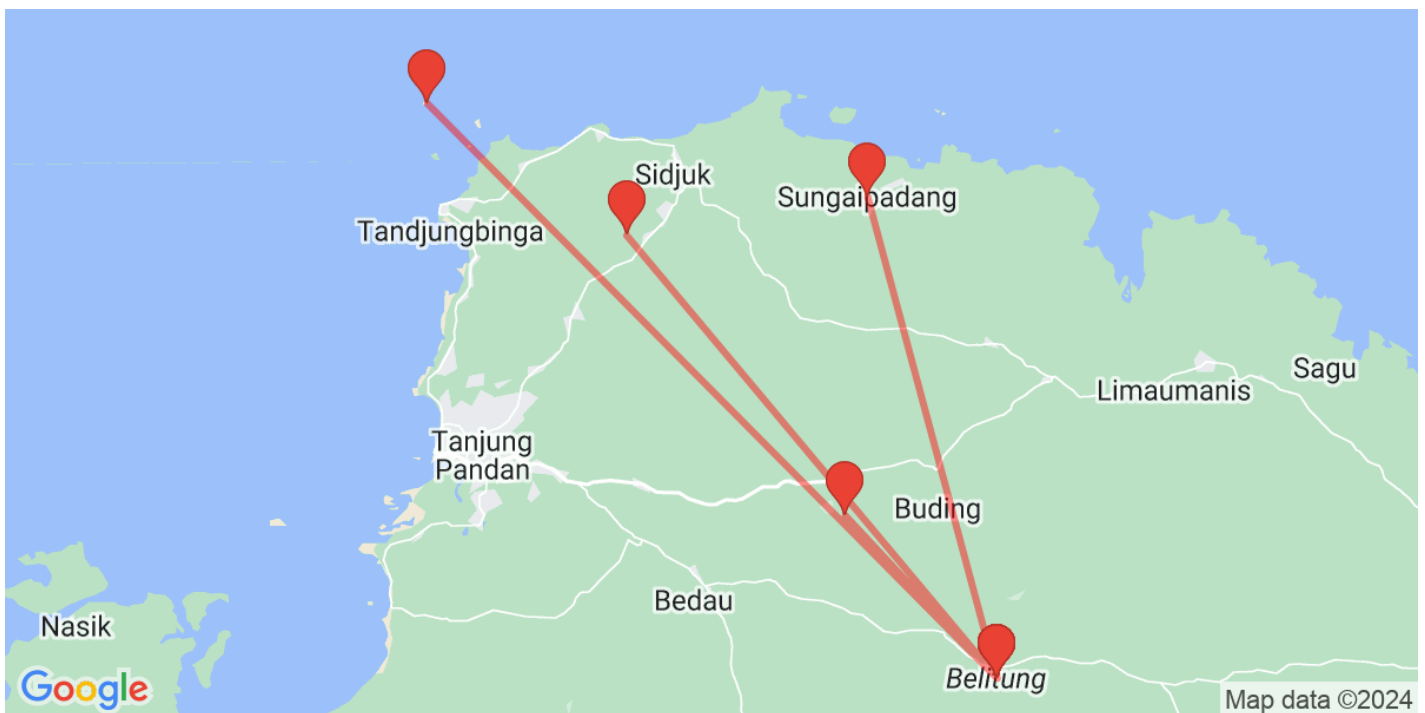 Sidjuk
Sungaipadang
Tandjungbinga
Sagu
Limaumanis
Tanjung
Pandan
Buding
Bedau
Nasik
Belitung
Google
Map data ©2024